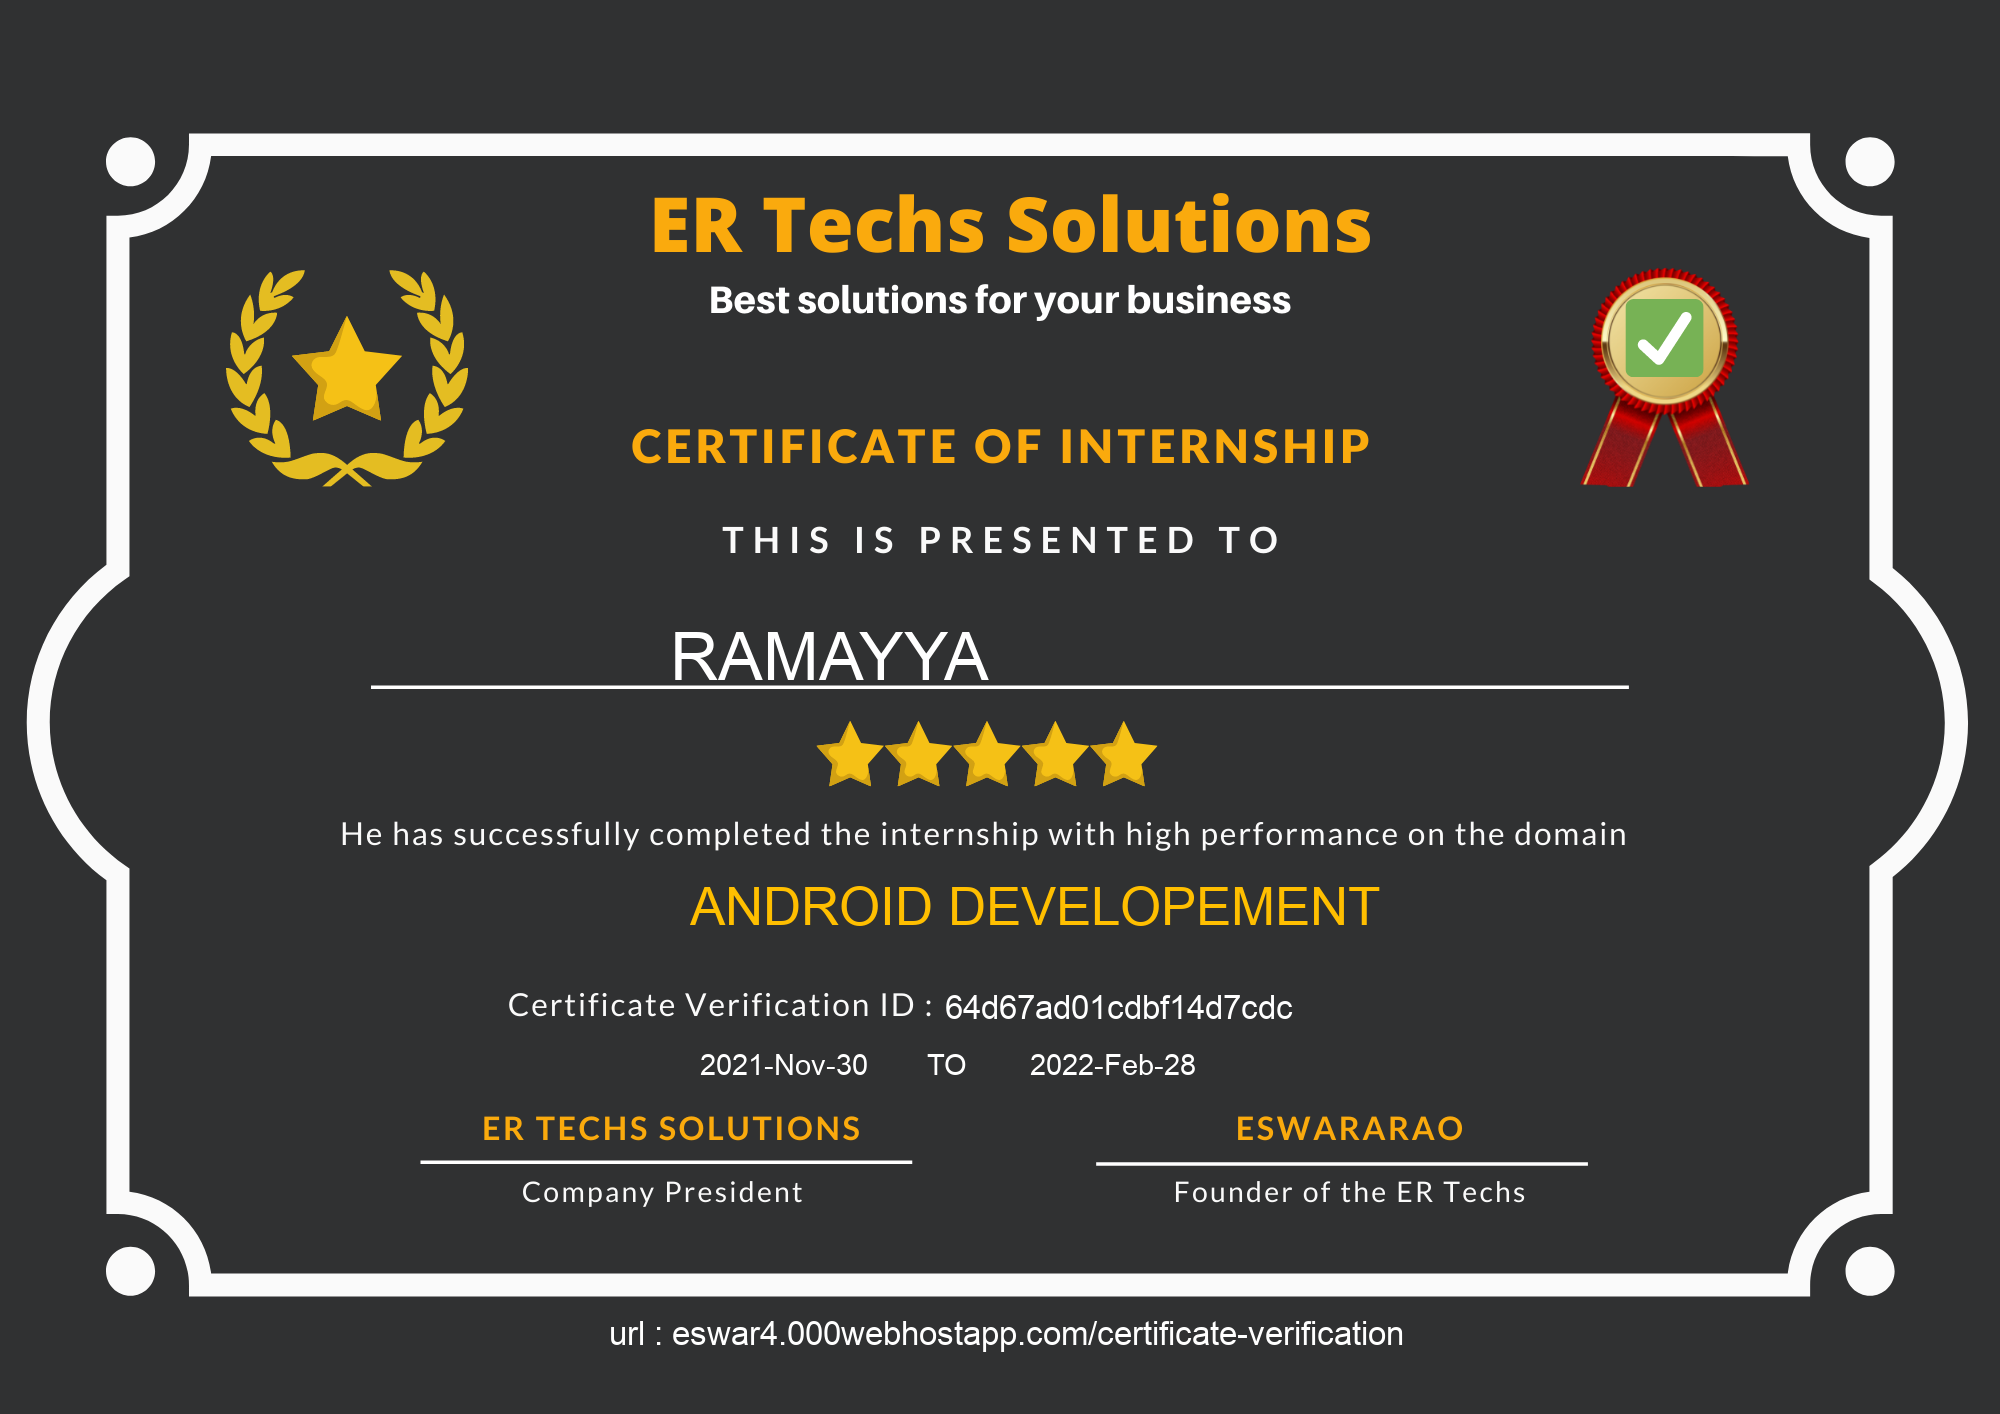 ER Techs Solutions
Best solutions for your business
CERTIFICATE OF INTERNSHIP
THIS IS PRESENTED TO
RAMAYYA
He has successfully completed the internship with high performance on the domain
ANDROID DEVELOPEMENT
Certificate Verification ID : 64d67ad01cdbf14d7cdc
2021-Nov-30 TO 2022-Feb-28
ER TECHS SOLUTIONS ESWARARAO
Company President Founder of the ER Techs
url : eswar4.000webhostapp.com/certificate-verification